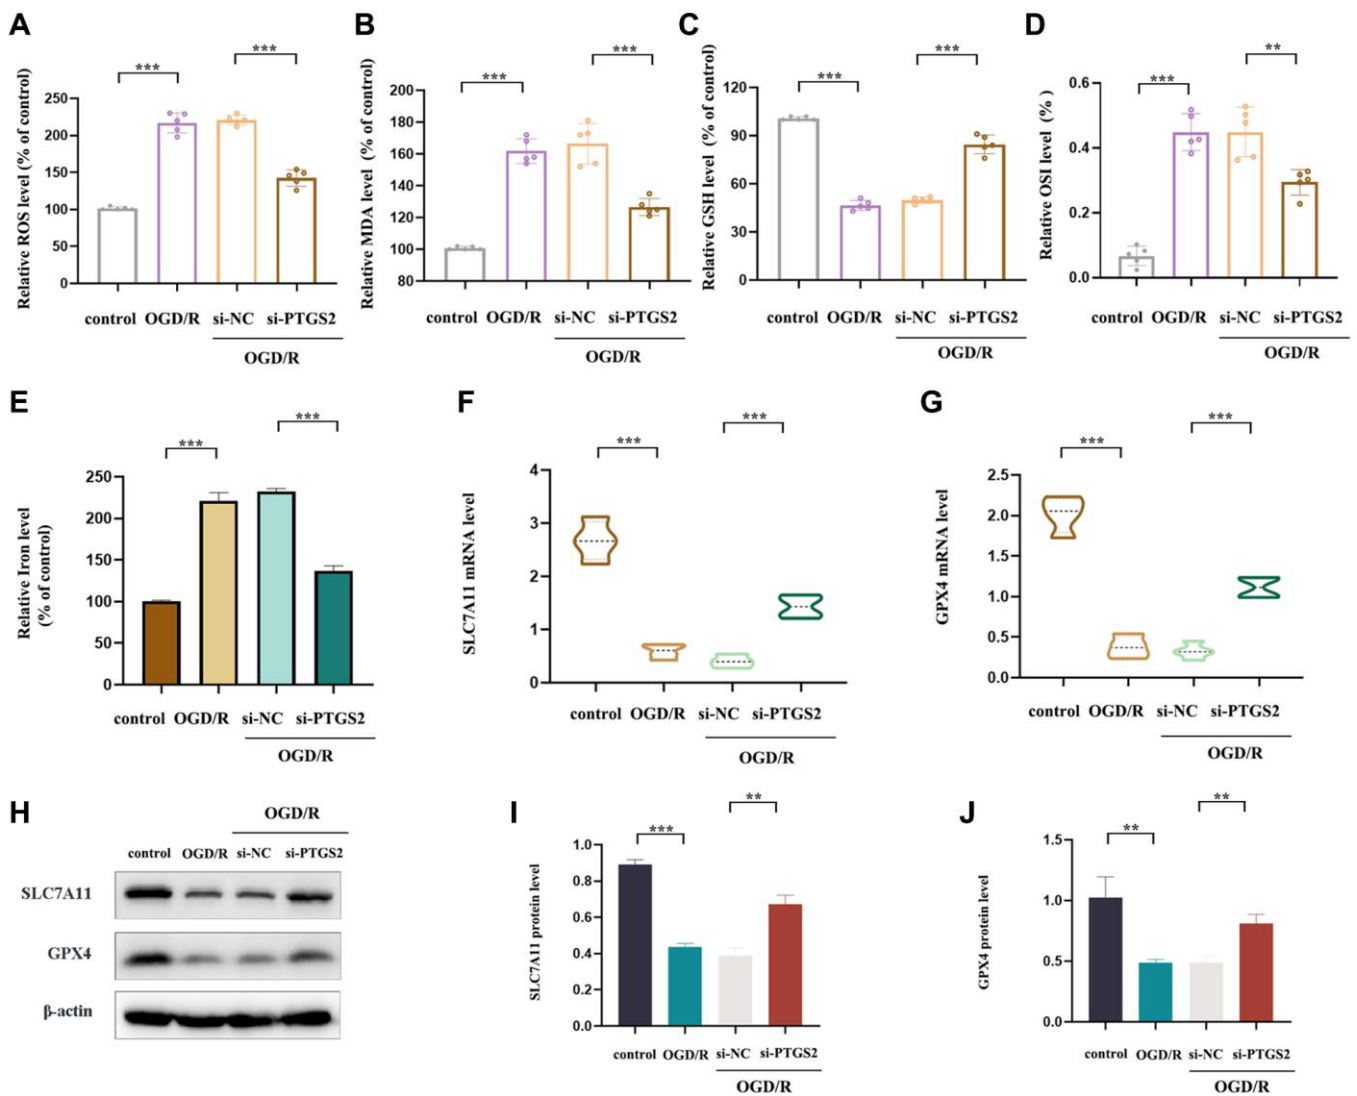 A
Relative ROS level (% of control)
***
***
250
200
150
100
50
0
control OGD/R si-NC si-PTGS2
OGD/R
B
Relative MDA level (% of control)
***
***
200
180
160
140
120
100
80
control OGD/R si-NC si-PTGS2
OGD/R
C
Relative GSH level (% of control)
***
***
120
90
60
30
0
control OGD/R si-NC si-PTGS2
OGD/R
D
Relative OSI level (% )
***
**
0.6
0.4
0.2
0.0
control OGD/R si-NC si-PTGS2
OGD/R
E
Relative Iron level
(% of control)
***
***
250
200
150
100
50
0
control OGD/R si-NC si-PTGS2
OGD/R
F
SLC7A11 mRNA level
***
***
4
3
2
1
0
control OGD/R si-NC si-PTGS2
OGD/R
G
GPX4 mRNA level
***
***
2.5
2.0
1.5
1.0
0.5
0.0
control OGD/R si-NC si-PTGS2
OGD/R
H
OGD/R
control OGD/R si-NC si-PTGS2
SLC7A11
GPX4
β-actin
I
SLC7A11 protein level
***
**
1.0
0.8
0.6
0.4
0.2
0.0
control OGD/R si-NC si-PTGS2
OGD/R
J
GPX4 protein level
**
**
1.5
1.0
0.5
0.0
control OGD/R si-NC si-PTGS2
OGD/R